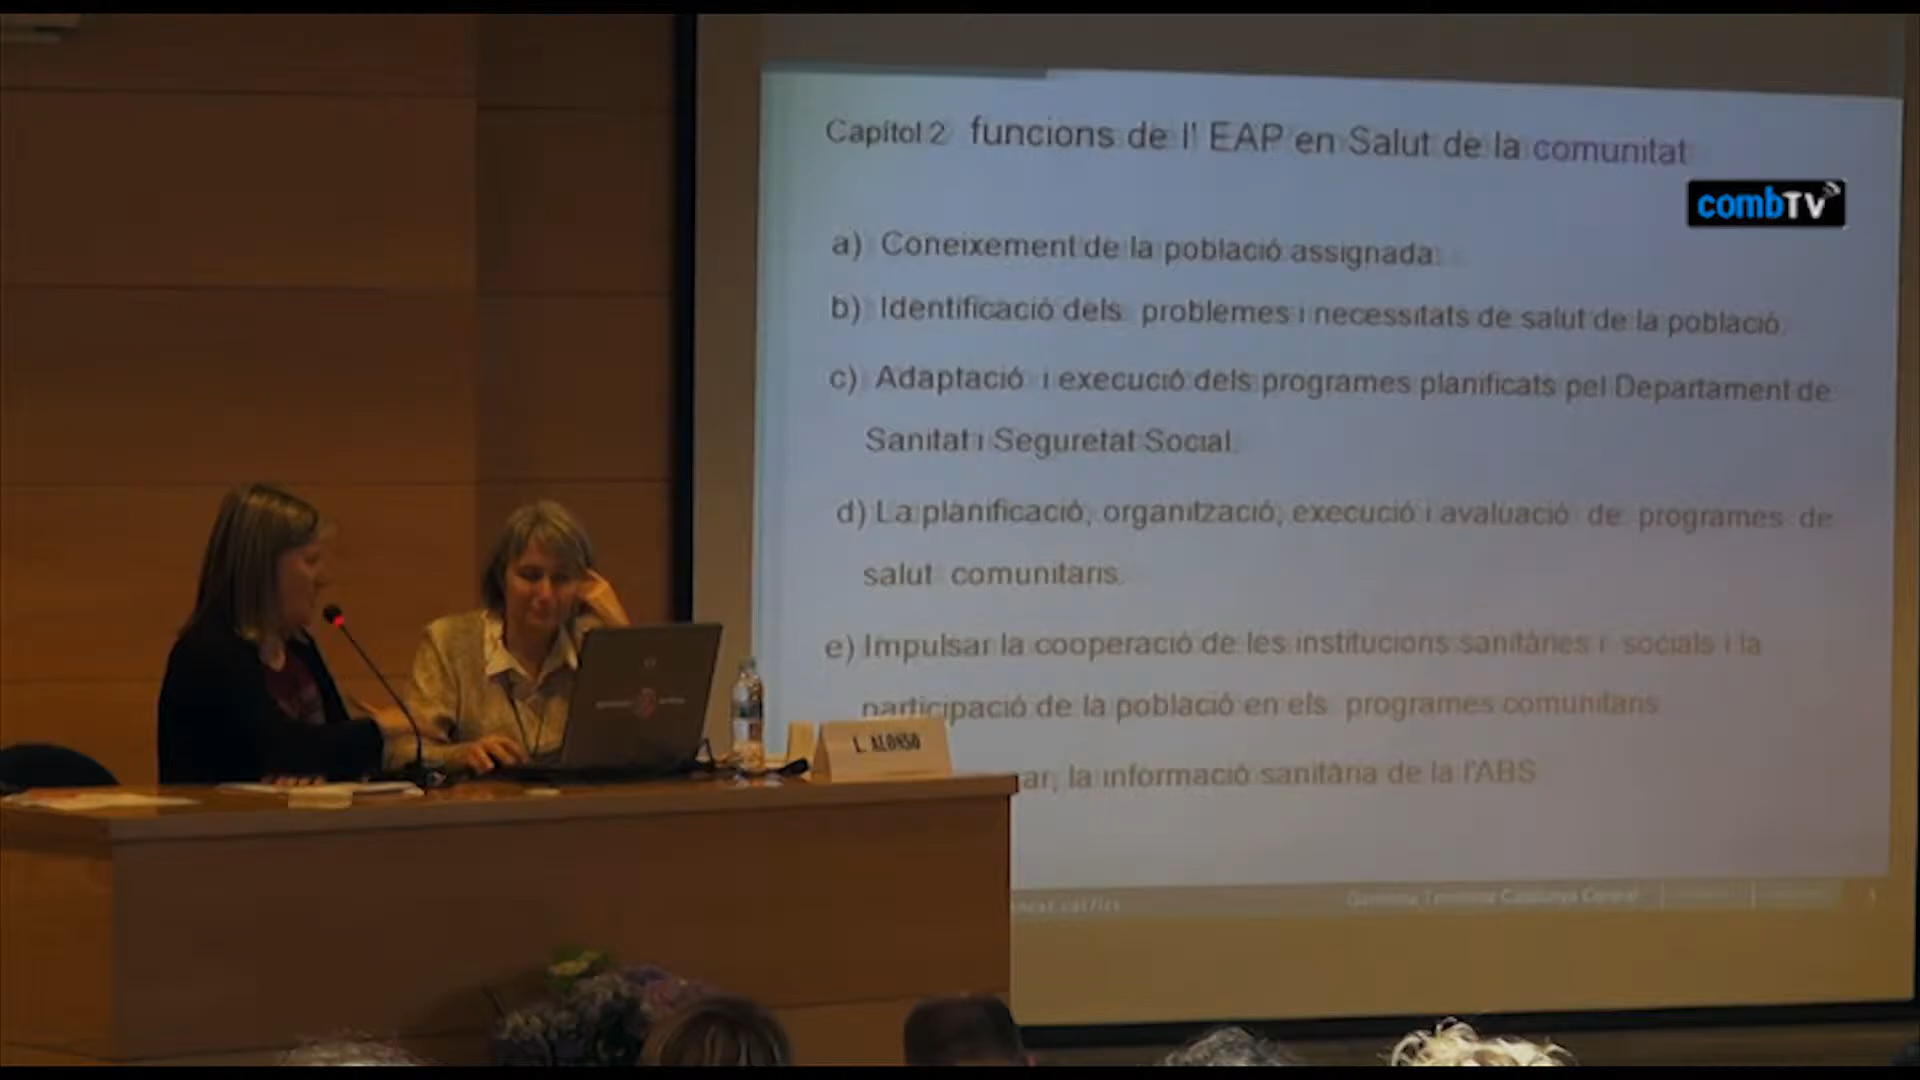 Capítol 2 funcions de l' EAP en Salut de la comunitat
combTV
a) Coneixement de la població assignada.
b) Identificació dels problemes i necessitats de salut de la població
c) Adaptació i execució dels programes planificats pel Departament de
Sanitat i Seguretat Social.
d) La planificació, organització, execució i avaluació de programes de
salut comunitaris.
e) Impulsar la cooperació de les institucions sanitàries i socials i la
participació de la població en els programes comunitaris
L. ALONSO
ar, la informació sanitària de la l'ABS
Catalunya Central